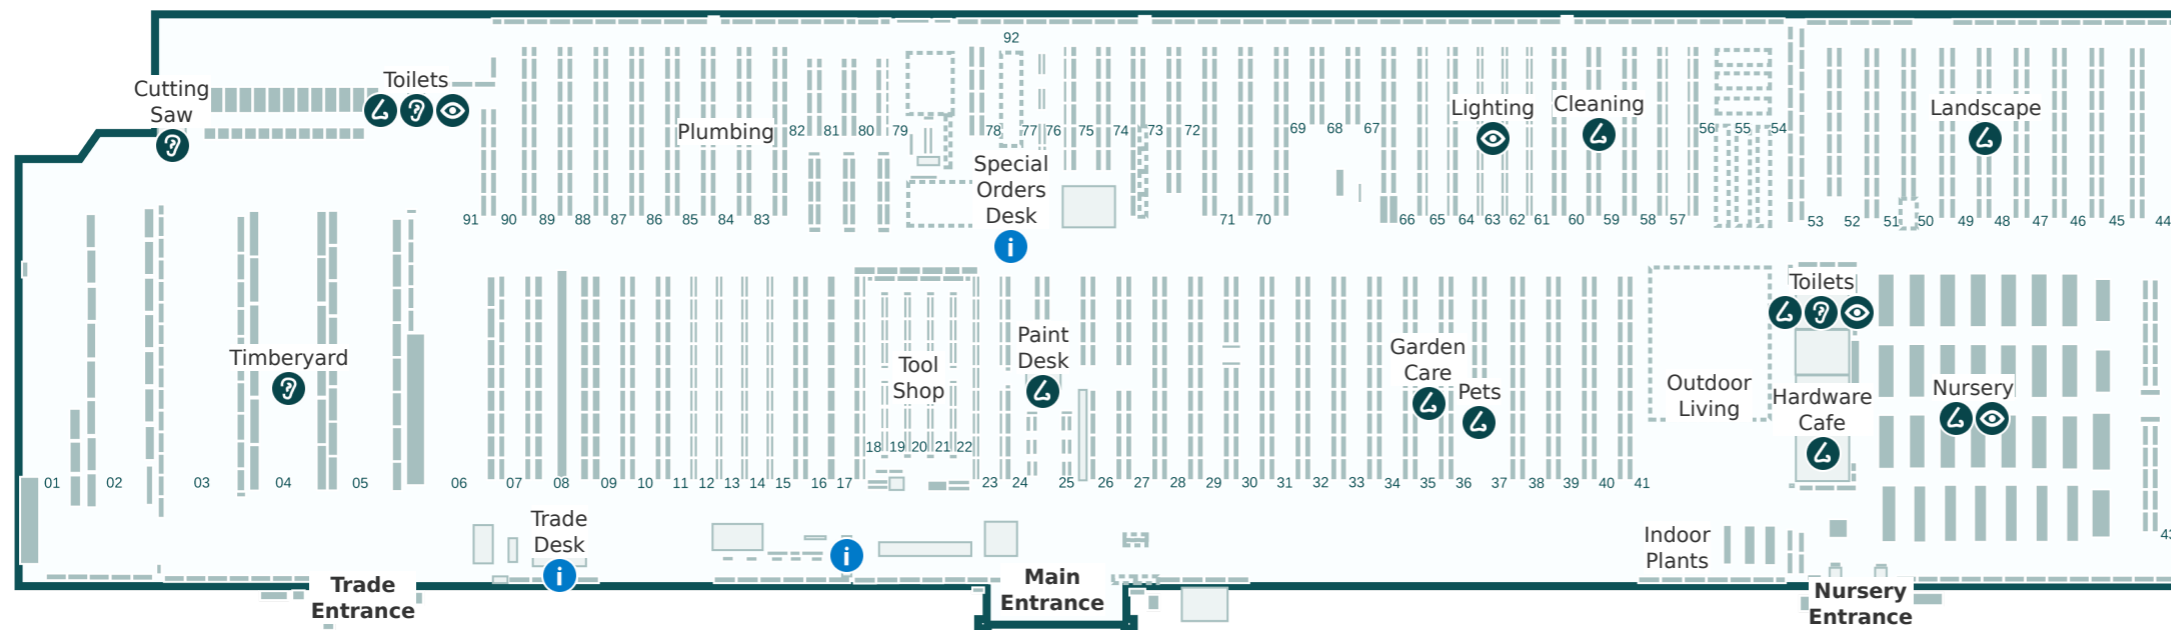 92
Cutting
Saw
Toilets
Plumbing
82 81 80 79 78 77 76 75 74 73 72 69 68 67
Lighting
Cleaning
56 55 54
Landscape
Special
Orders
Desk
i
91 90 89 88 87 86 85 84 83
71 70 66 65 64 63 62 61 60 59 58 57
53 52 51 50 49 48 47 46 45 44
Timberyard
Tool
Shop
Paint
Desk
Garden
Care
Pets
Outdoor
Living
Toilets
Hardware
Cafe
Nursery
18 19 20 21 22
01 02 03 04 05 06 07 08 09 10 11 12 13 14 15 16 17
23 24 25 26 27 28 29 30 31 32 33 34 35 36 37 38 39 40 41
Trade
Desk
i
i
Indoor
Plants
Trade
Entrance
Main
Entrance
Nursery
Entrance